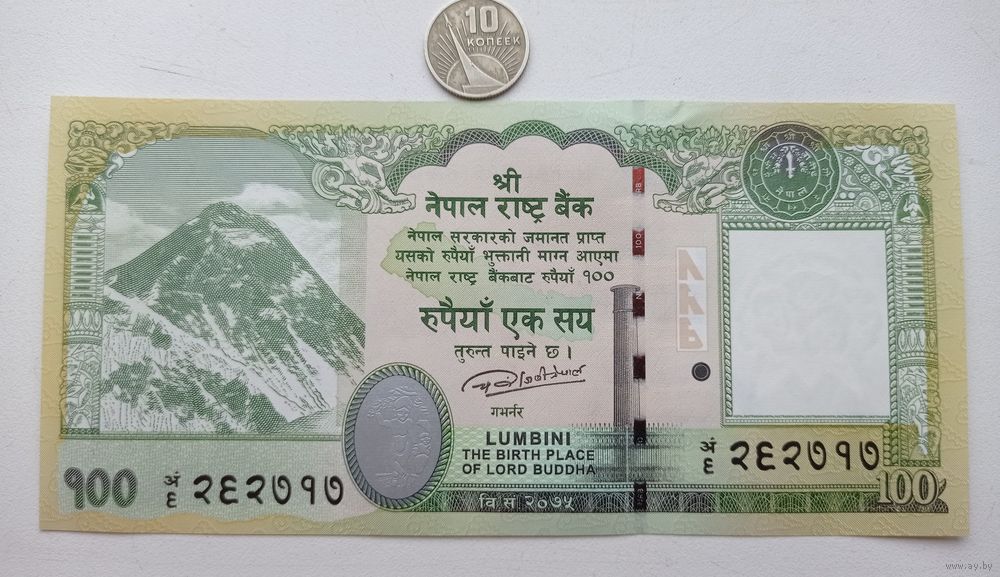 10
КОПЕЕК
श्री
नेपाल राष्ट्र बैंक
नेपाल सरकारको जमानत प्राप्त
यसको रुपैयाँ भुक्तानी माग्न आएमा
नेपाल राष्ट्र बैंकबाट रुपैयाँ १००
रुपैयाँ एक सय
तुरुन्त पाइने छ ।
गभर्नर
LUMBINI
THE BIRTH PLACE
OF LORD BUDDHA
अं
६ २६२७१७
१००
अं
६ २६२७१७
100
वि सं २०७५
www.ay.by